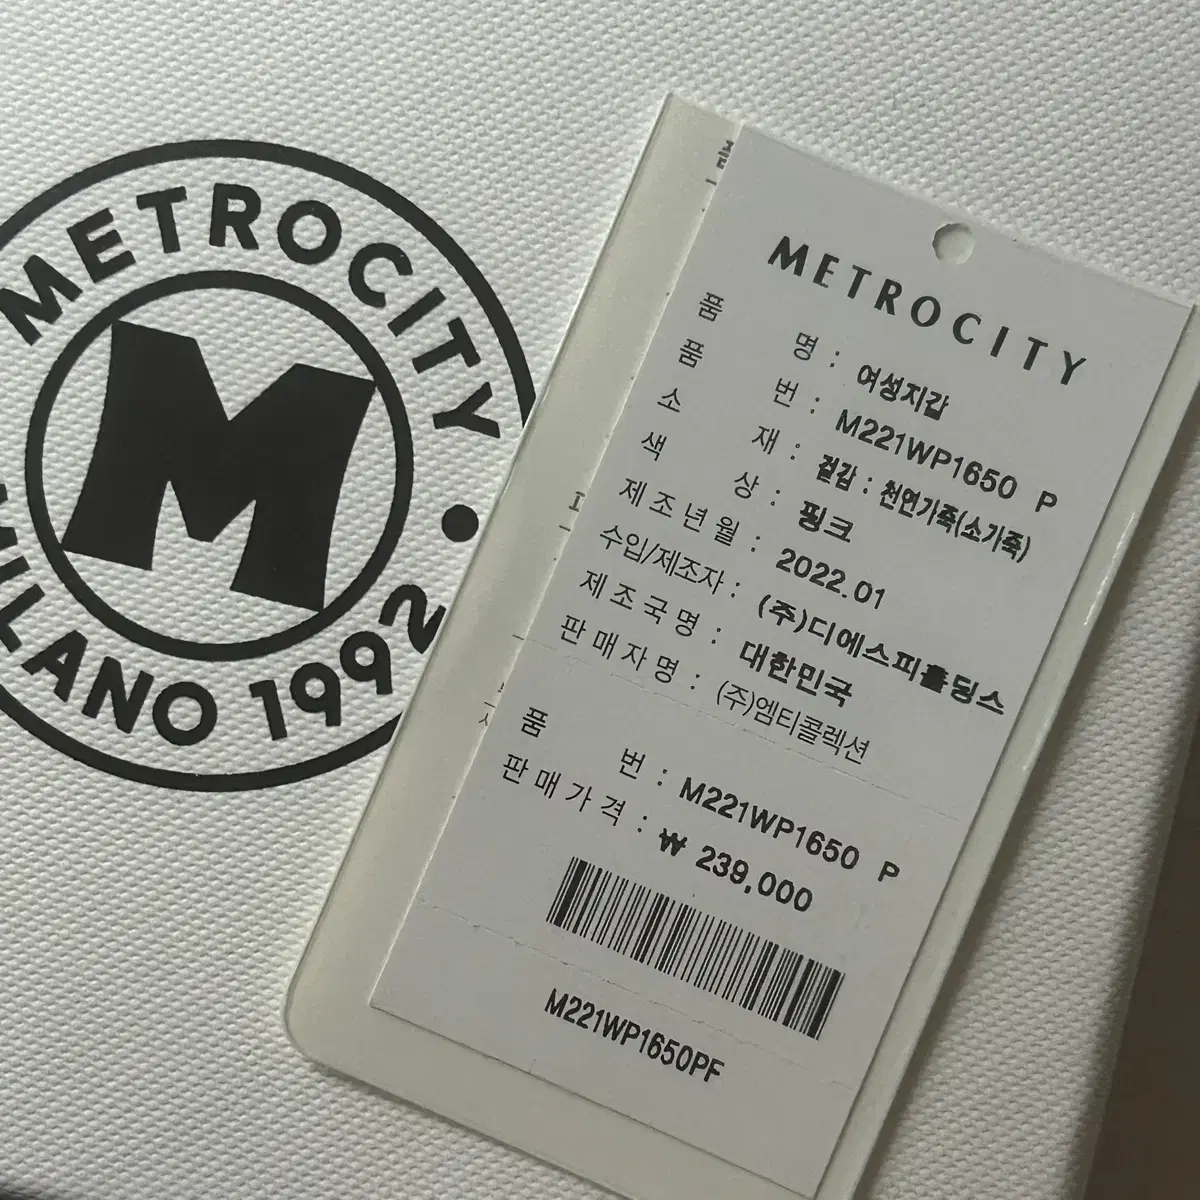 METROCITY
M
MILANO 1992
METROCITY
품 명 : 여성지갑
품 번 : M221WP1650 P
소 재 : 겉감 : 천연가죽(소가죽)
색 상 : 핑크
제조년월 : 2022.01
수입/제조자 : (주)디에스피홀딩스
제조국명 : 대한민국
판매자명 : (주)엠티콜렉션
품 번 : M221WP1650 P
판매가격 : ₩ 239,000
M221WP1650PF